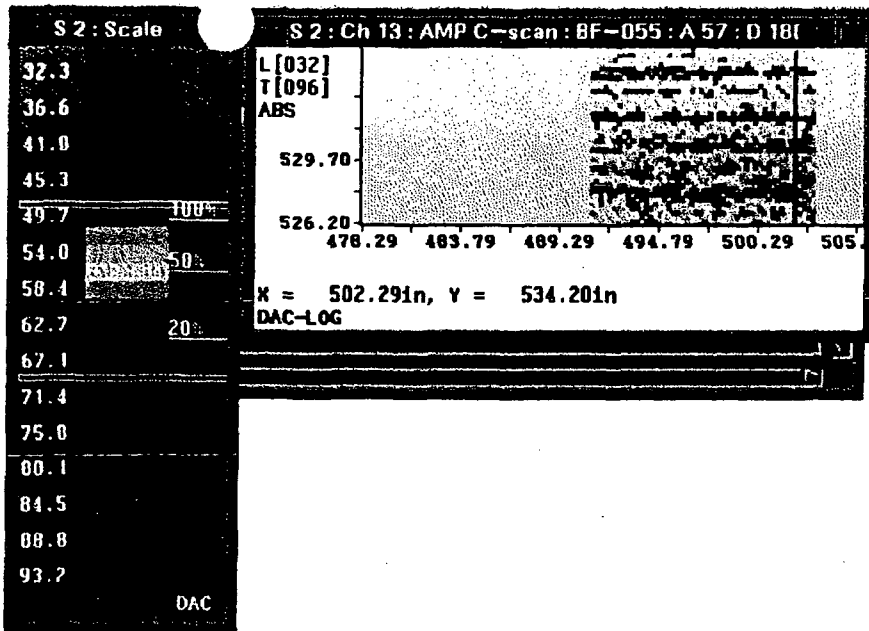 S 2 : Scale
32.3
36.6
41.0
45.3
49.7
100%
54.0
50%
58.4
62.7
20%
67.1
71.4
75.8
80.1
84.5
88.8
93.2
DAC
S 2 : Ch 13 : AMP C-scan : BF-055 : A 57 : D 180
L[032]
T[096]
ABS
529.70
526.20
478.29 483.79 489.29 494.79 500.29 505.
X = 502.29in, Y = 534.20in
DAC-LOG